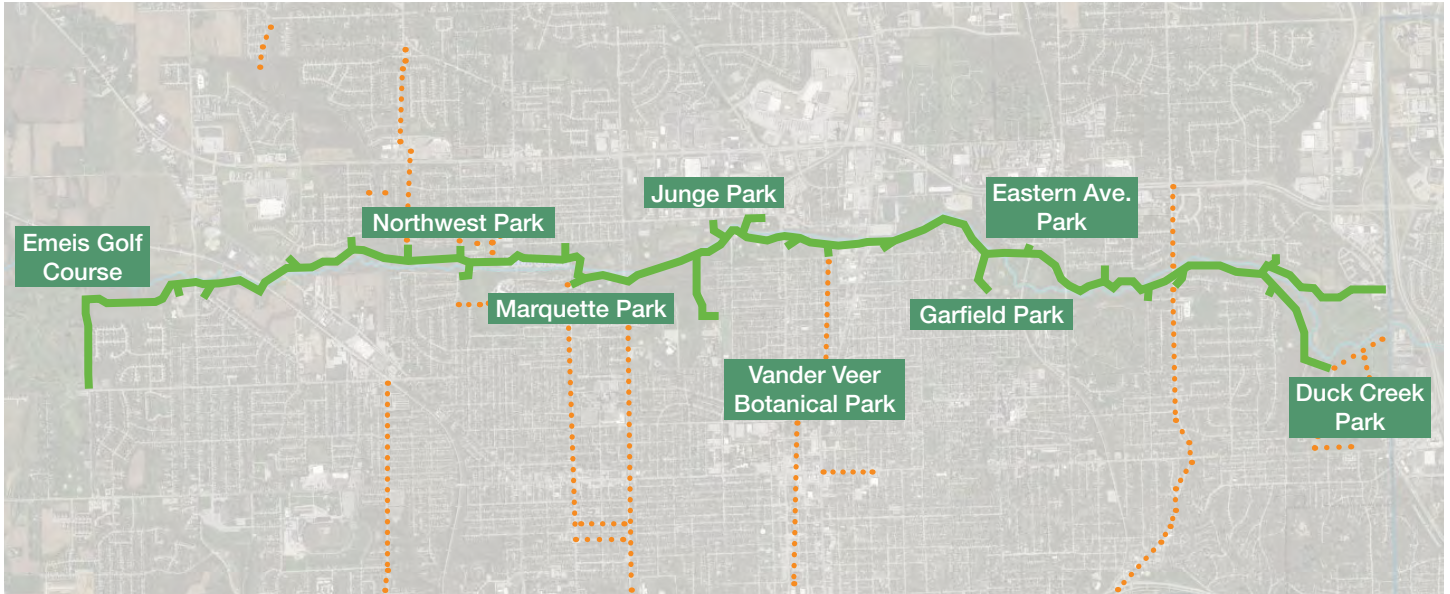 Emeis Golf
Course
Northwest Park
Marquette Park
Junge Park
Vander Veer
Botanical Park
Garfield Park
Eastern Ave.
Park
Duck Creek
Park